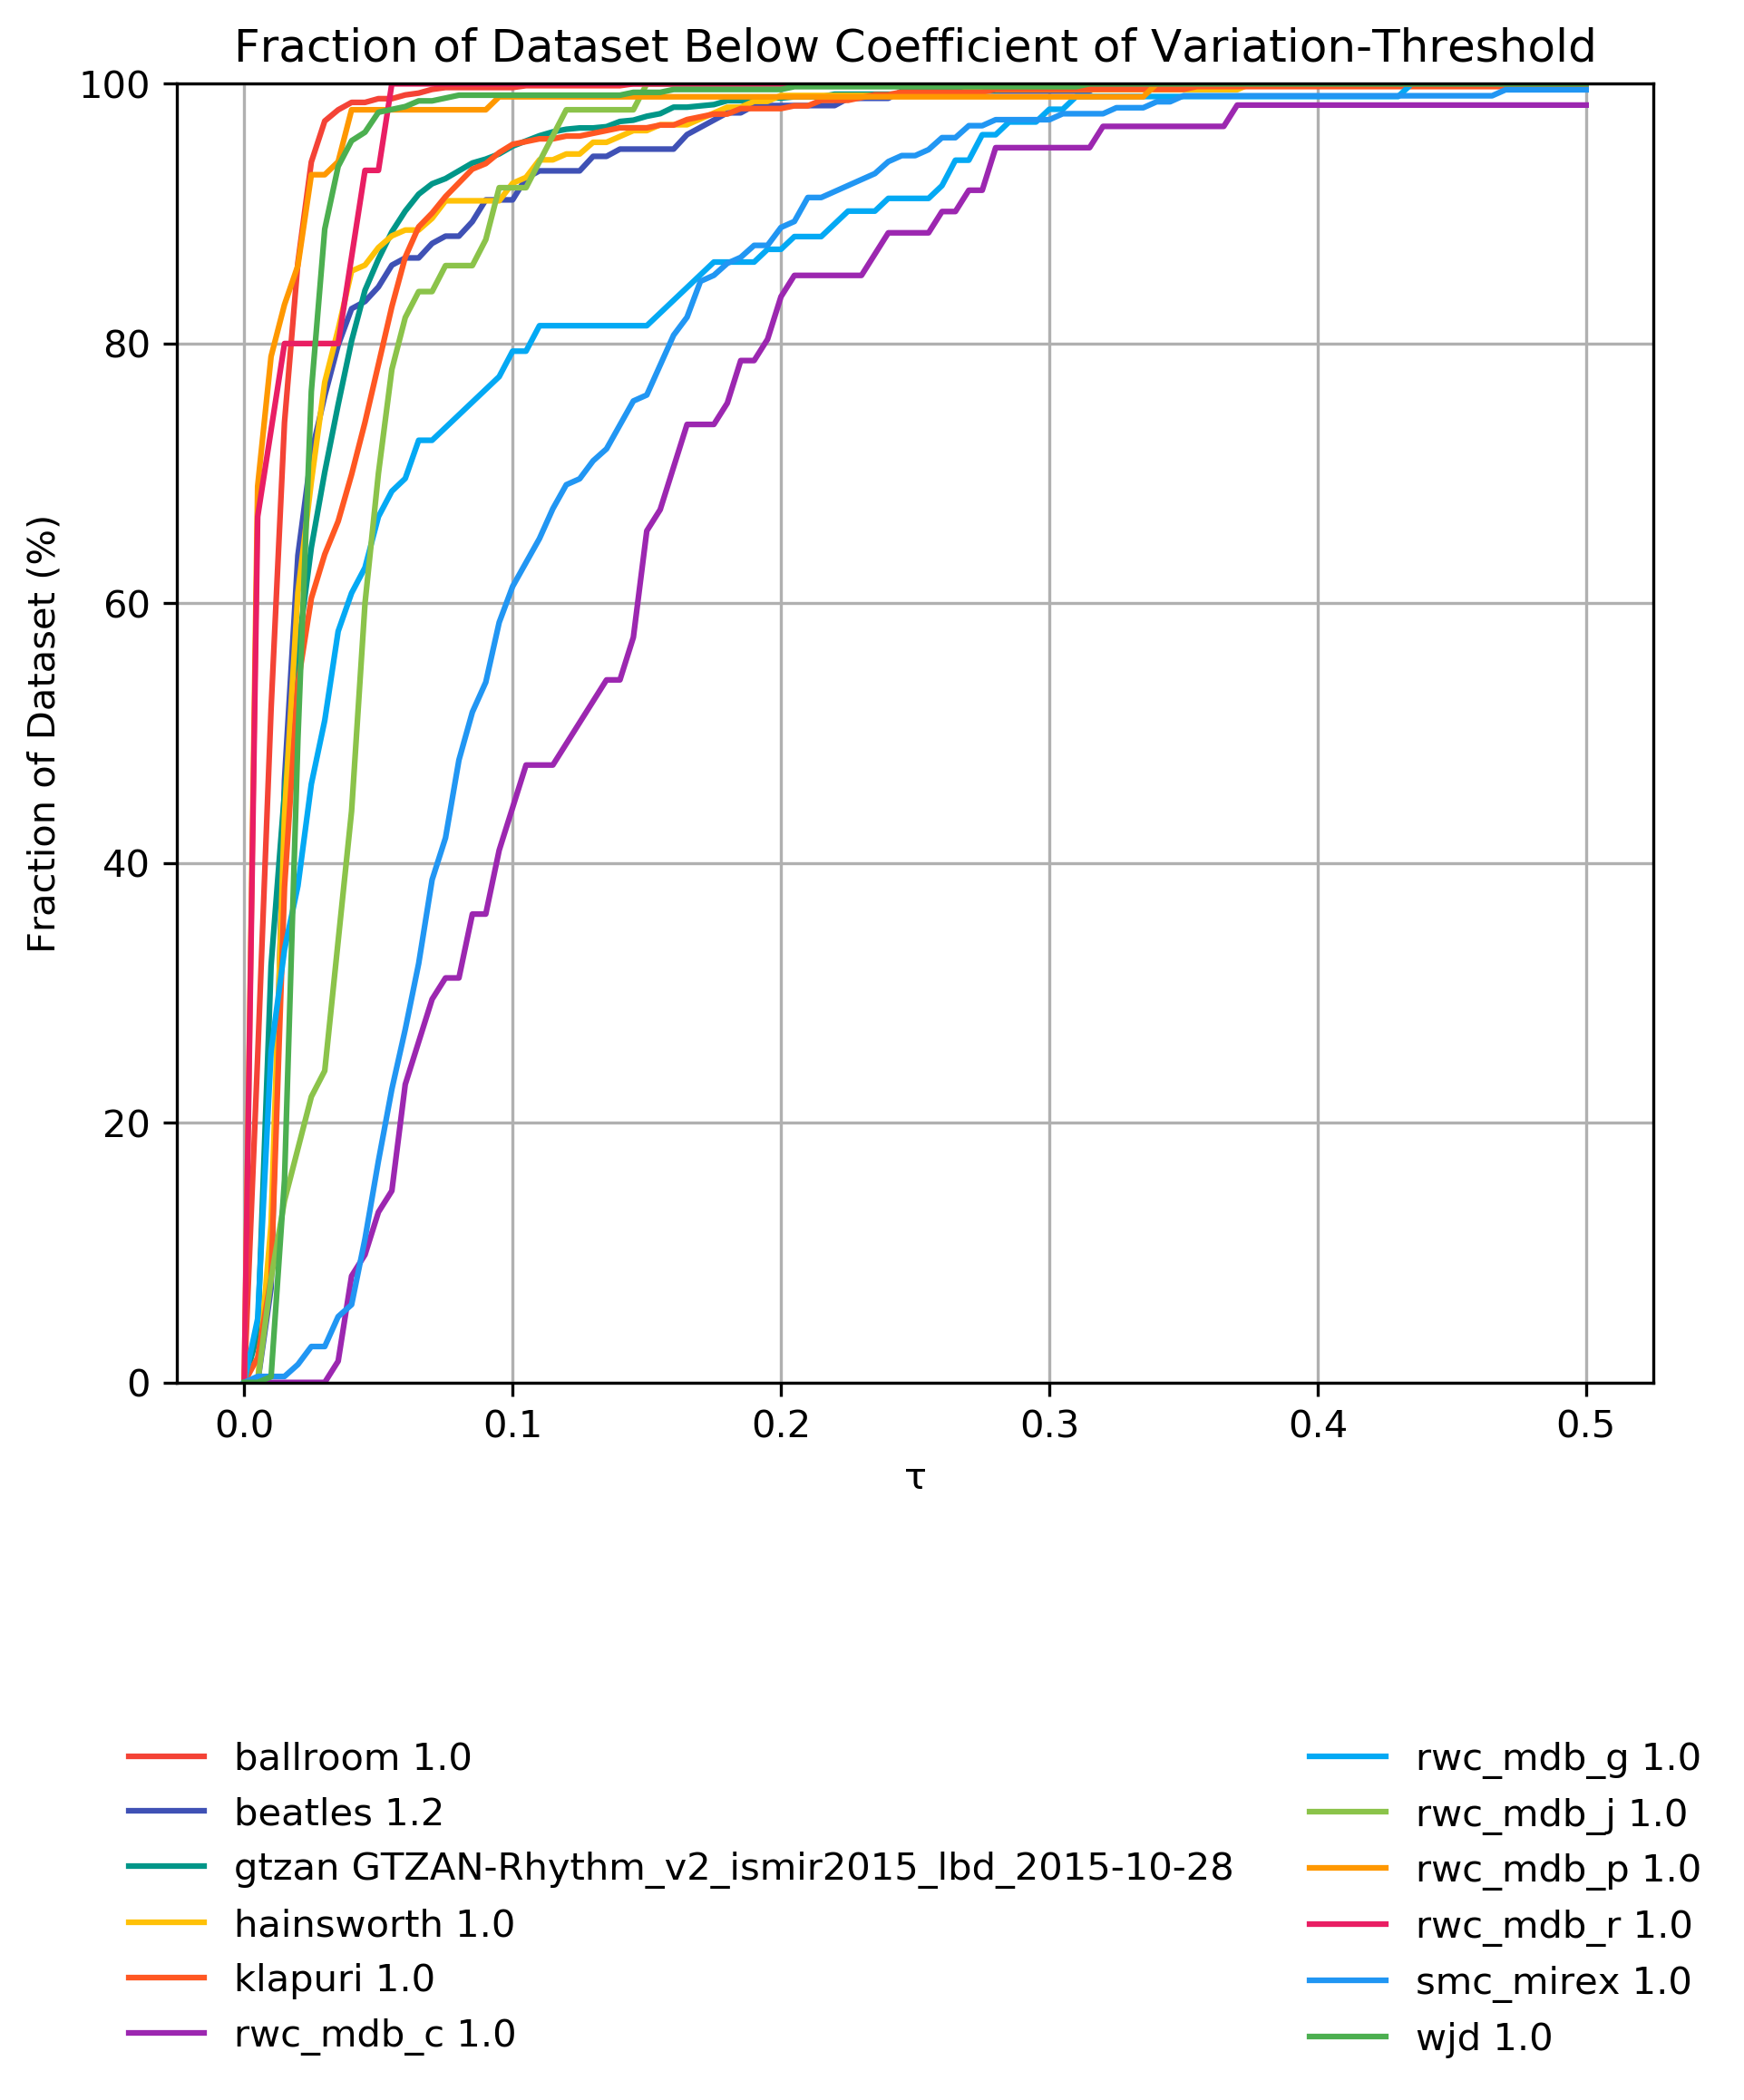 Fraction of Dataset Below Coefficient of Variation-Threshold
100
80
60
40
20
0
Fraction of Dataset (%)
0.0 0.1 0.2 0.3 0.4 0.5
τ
ballroom 1.0
beatles 1.2
gtzan GTZAN-Rhythm_v2_ismir2015_lbd_2015-10-28
hainsworth 1.0
klapuri 1.0
rwc_mdb_c 1.0
rwc_mdb_g 1.0
rwc_mdb_j 1.0
rwc_mdb_p 1.0
rwc_mdb_r 1.0
smc_mirex 1.0
wjd 1.0